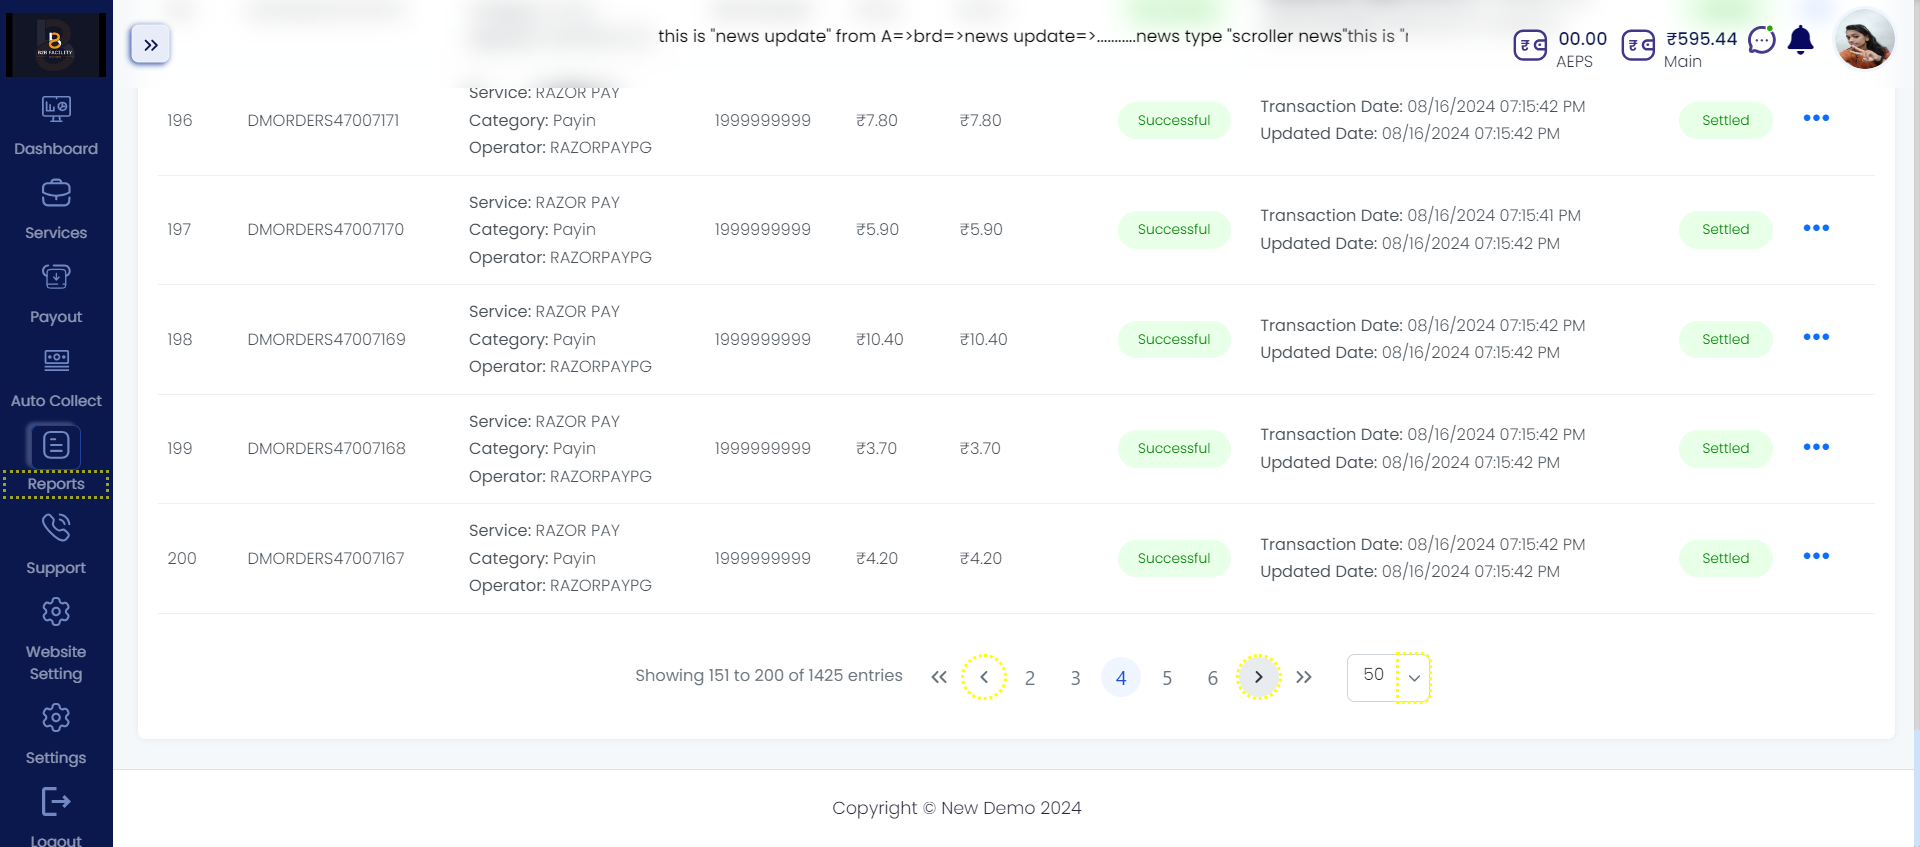 B2B FACILITY
this is "news update" from A=>brd=>news update=>...........news type "scroller news"this is "r
00.00
AEPS
₹595.44
Main
Dashboard
Services
Payout
Auto Collect
Reports
Support
Website
Setting
Settings
Logout
196 DMORDERS47007171 Service: RAZOR PAY
Category: Payin
Operator: RAZORPAYPG 1999999999 ₹7.80 ₹7.80 Successful Transaction Date: 08/16/2024 07:15:42 PM
Updated Date: 08/16/2024 07:15:42 PM Settled
197 DMORDERS47007170 Service: RAZOR PAY
Category: Payin
Operator: RAZORPAYPG 1999999999 ₹5.90 ₹5.90 Successful Transaction Date: 08/16/2024 07:15:41 PM
Updated Date: 08/16/2024 07:15:42 PM Settled
198 DMORDERS47007169 Service: RAZOR PAY
Category: Payin
Operator: RAZORPAYPG 1999999999 ₹10.40 ₹10.40 Successful Transaction Date: 08/16/2024 07:15:42 PM
Updated Date: 08/16/2024 07:15:42 PM Settled
199 DMORDERS47007168 Service: RAZOR PAY
Category: Payin
Operator: RAZORPAYPG 1999999999 ₹3.70 ₹3.70 Successful Transaction Date: 08/16/2024 07:15:42 PM
Updated Date: 08/16/2024 07:15:42 PM Settled
200 DMORDERS47007167 Service: RAZOR PAY
Category: Payin
Operator: RAZORPAYPG 1999999999 ₹4.20 ₹4.20 Successful Transaction Date: 08/16/2024 07:15:42 PM
Updated Date: 08/16/2024 07:15:42 PM Settled
Showing 151 to 200 of 1425 entries « ‹ 2 3 4 5 6 › » 50
Copyright © New Demo 2024